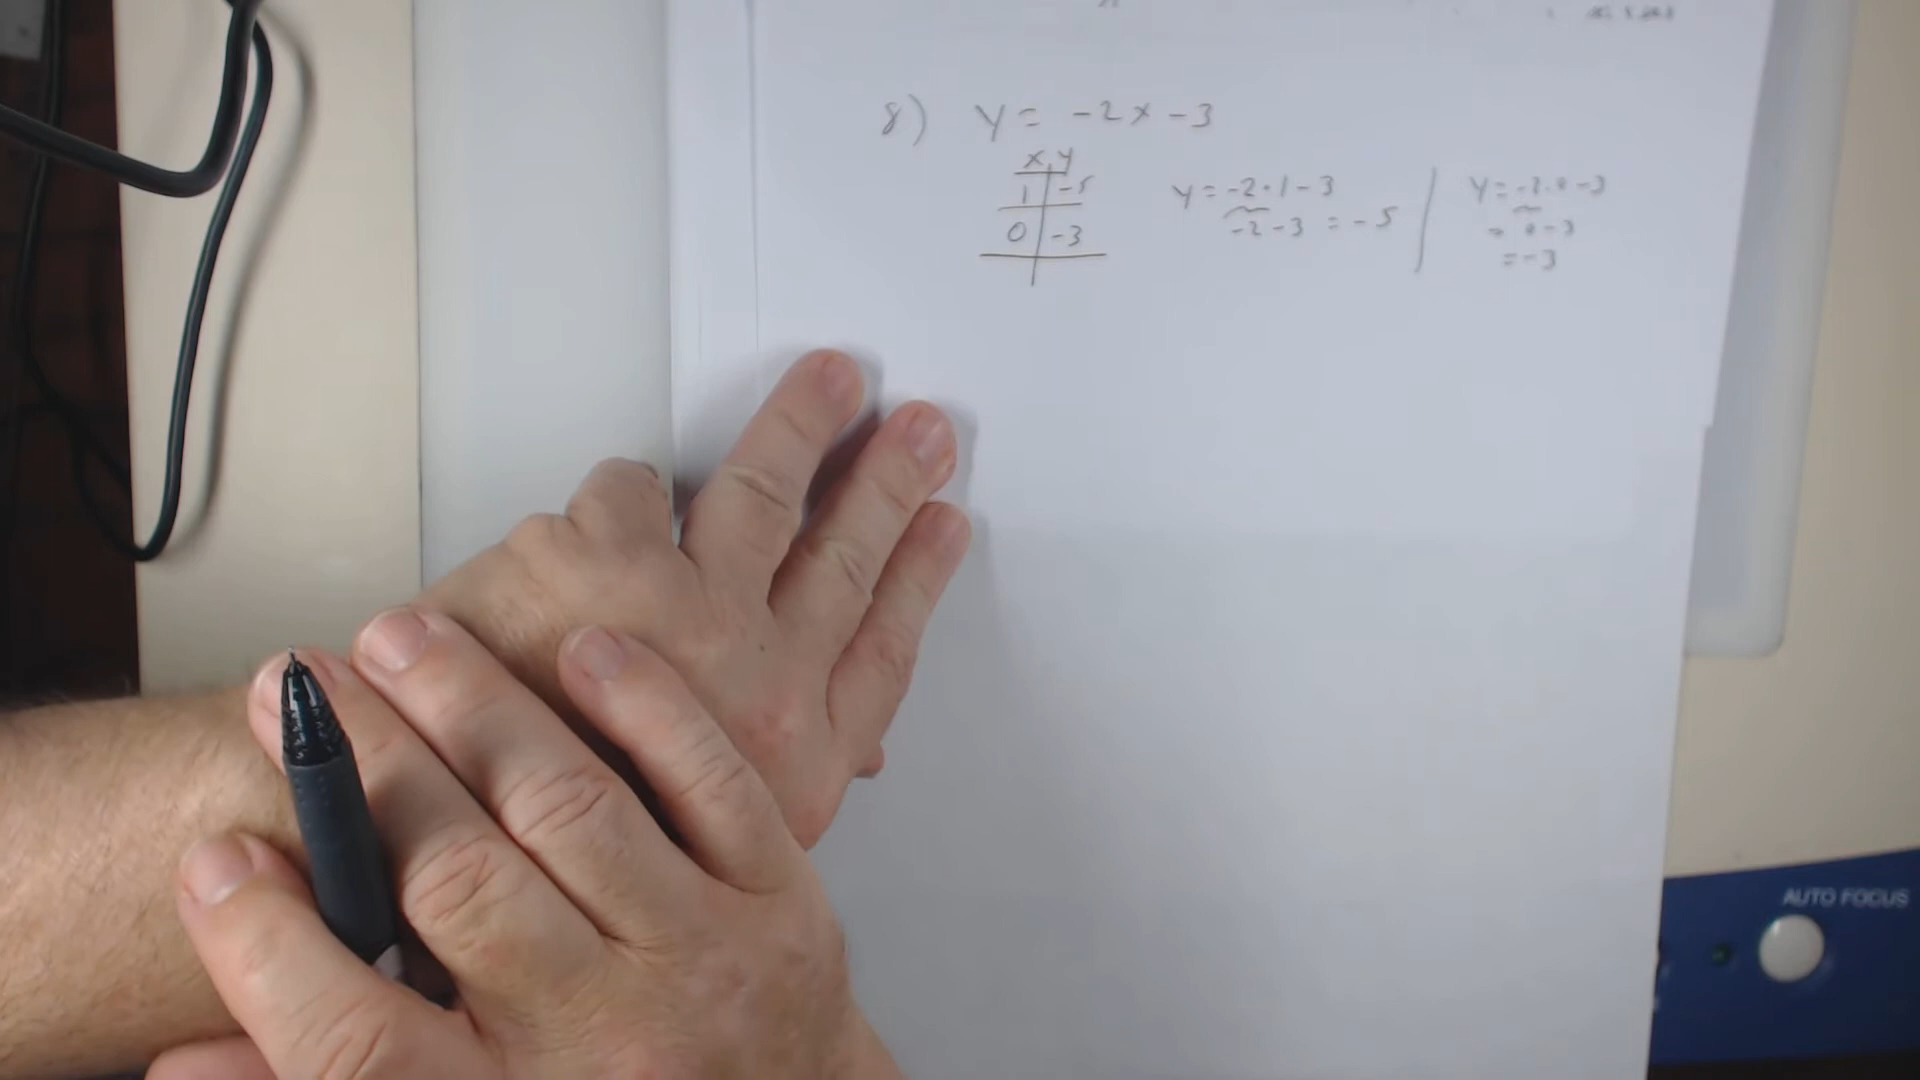 8) y = -2x -3
x y
1 -5 y = -2·1-3 y = -2·0-3
-2-3 = -5 = 0-3
0 -3 = -3
AUTO FOCUS